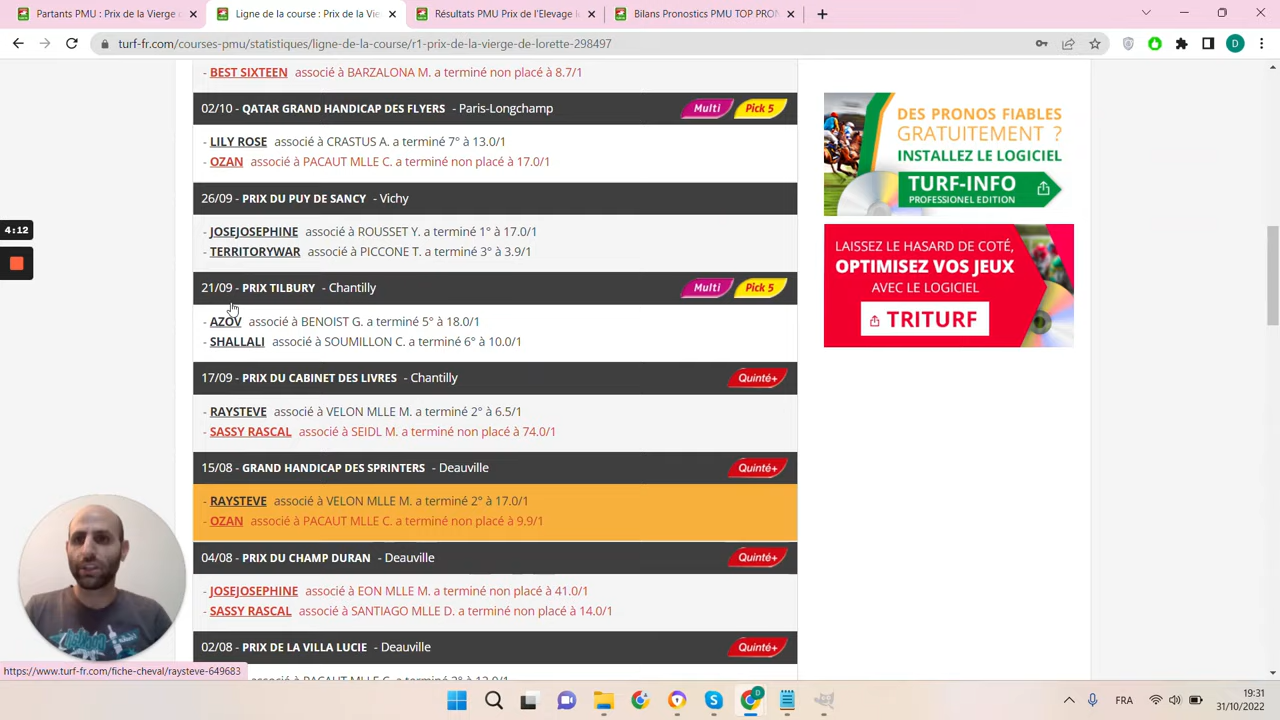 Partants PMU : Prix de la Vierge d
Ligne de la course : Prix de la Vie
Résultats PMU Prix de l'Elevage l
Bilans Pronostics PMU TOP PRON
turf-fr.com/courses-pmu/statistiques/ligne-de-la-course/r1-prix-de-la-vierge-de-lorette-298497
- BEST SIXTEEN associé à BARZALONA M. a terminé non placé à 8.7/1
02/10 - QATAR GRAND HANDICAP DES FLYERS - Paris-Longchamp Multi Pick 5
- LILY ROSE associé à CRASTUS A. a terminé 7° à 13.0/1
- OZAN associé à PACAUT MLLE C. a terminé non placé à 17.0/1
26/09 - PRIX DU PUY DE SANCY - Vichy
- JOSEJOSEPHINE associé à ROUSSET Y. a terminé 1° à 17.0/1
- TERRITORYWAR associé à PICCONE T. a terminé 3° à 3.9/1
21/09 - PRIX TILBURY - Chantilly Multi Pick 5
- AZOV associé à BENOIST G. a terminé 5° à 18.0/1
- SHALLALI associé à SOUMILLON C. a terminé 6° à 10.0/1
17/09 - PRIX DU CABINET DES LIVRES - Chantilly Quinté+
- RAYSTEVE associé à VELON MLLE M. a terminé 2° à 6.5/1
- SASSY RASCAL associé à SEIDL M. a terminé non placé à 74.0/1
15/08 - GRAND HANDICAP DES SPRINTERS - Deauville Quinté+
- RAYSTEVE associé à VELON MLLE M. a terminé 2° à 17.0/1
- OZAN associé à PACAUT MLLE C. a terminé non placé à 9.9/1
04/08 - PRIX DU CHAMP DURAN - Deauville Quinté+
- JOSEJOSEPHINE associé à EON MLLE M. a terminé non placé à 41.0/1
- SASSY RASCAL associé à SANTIAGO MLLE D. a terminé non placé à 14.0/1
02/08 - PRIX DE LA VILLA LUCIE - Deauville Quinté+
DES PRONOS FIABLES
GRATUITEMENT ?
INSTALLEZ LE LOGICIEL
TURF-INFO
PROFESSIONEL EDITION
LAISSEZ LE HASARD DE COTÉ,
OPTIMISEZ VOS JEUX
AVEC LE LOGICIEL
TRITURF
4:12
https://www.turf-fr.com/fiche-cheval/raysteve-649683
D
D
FRA
19:31
31/10/2022